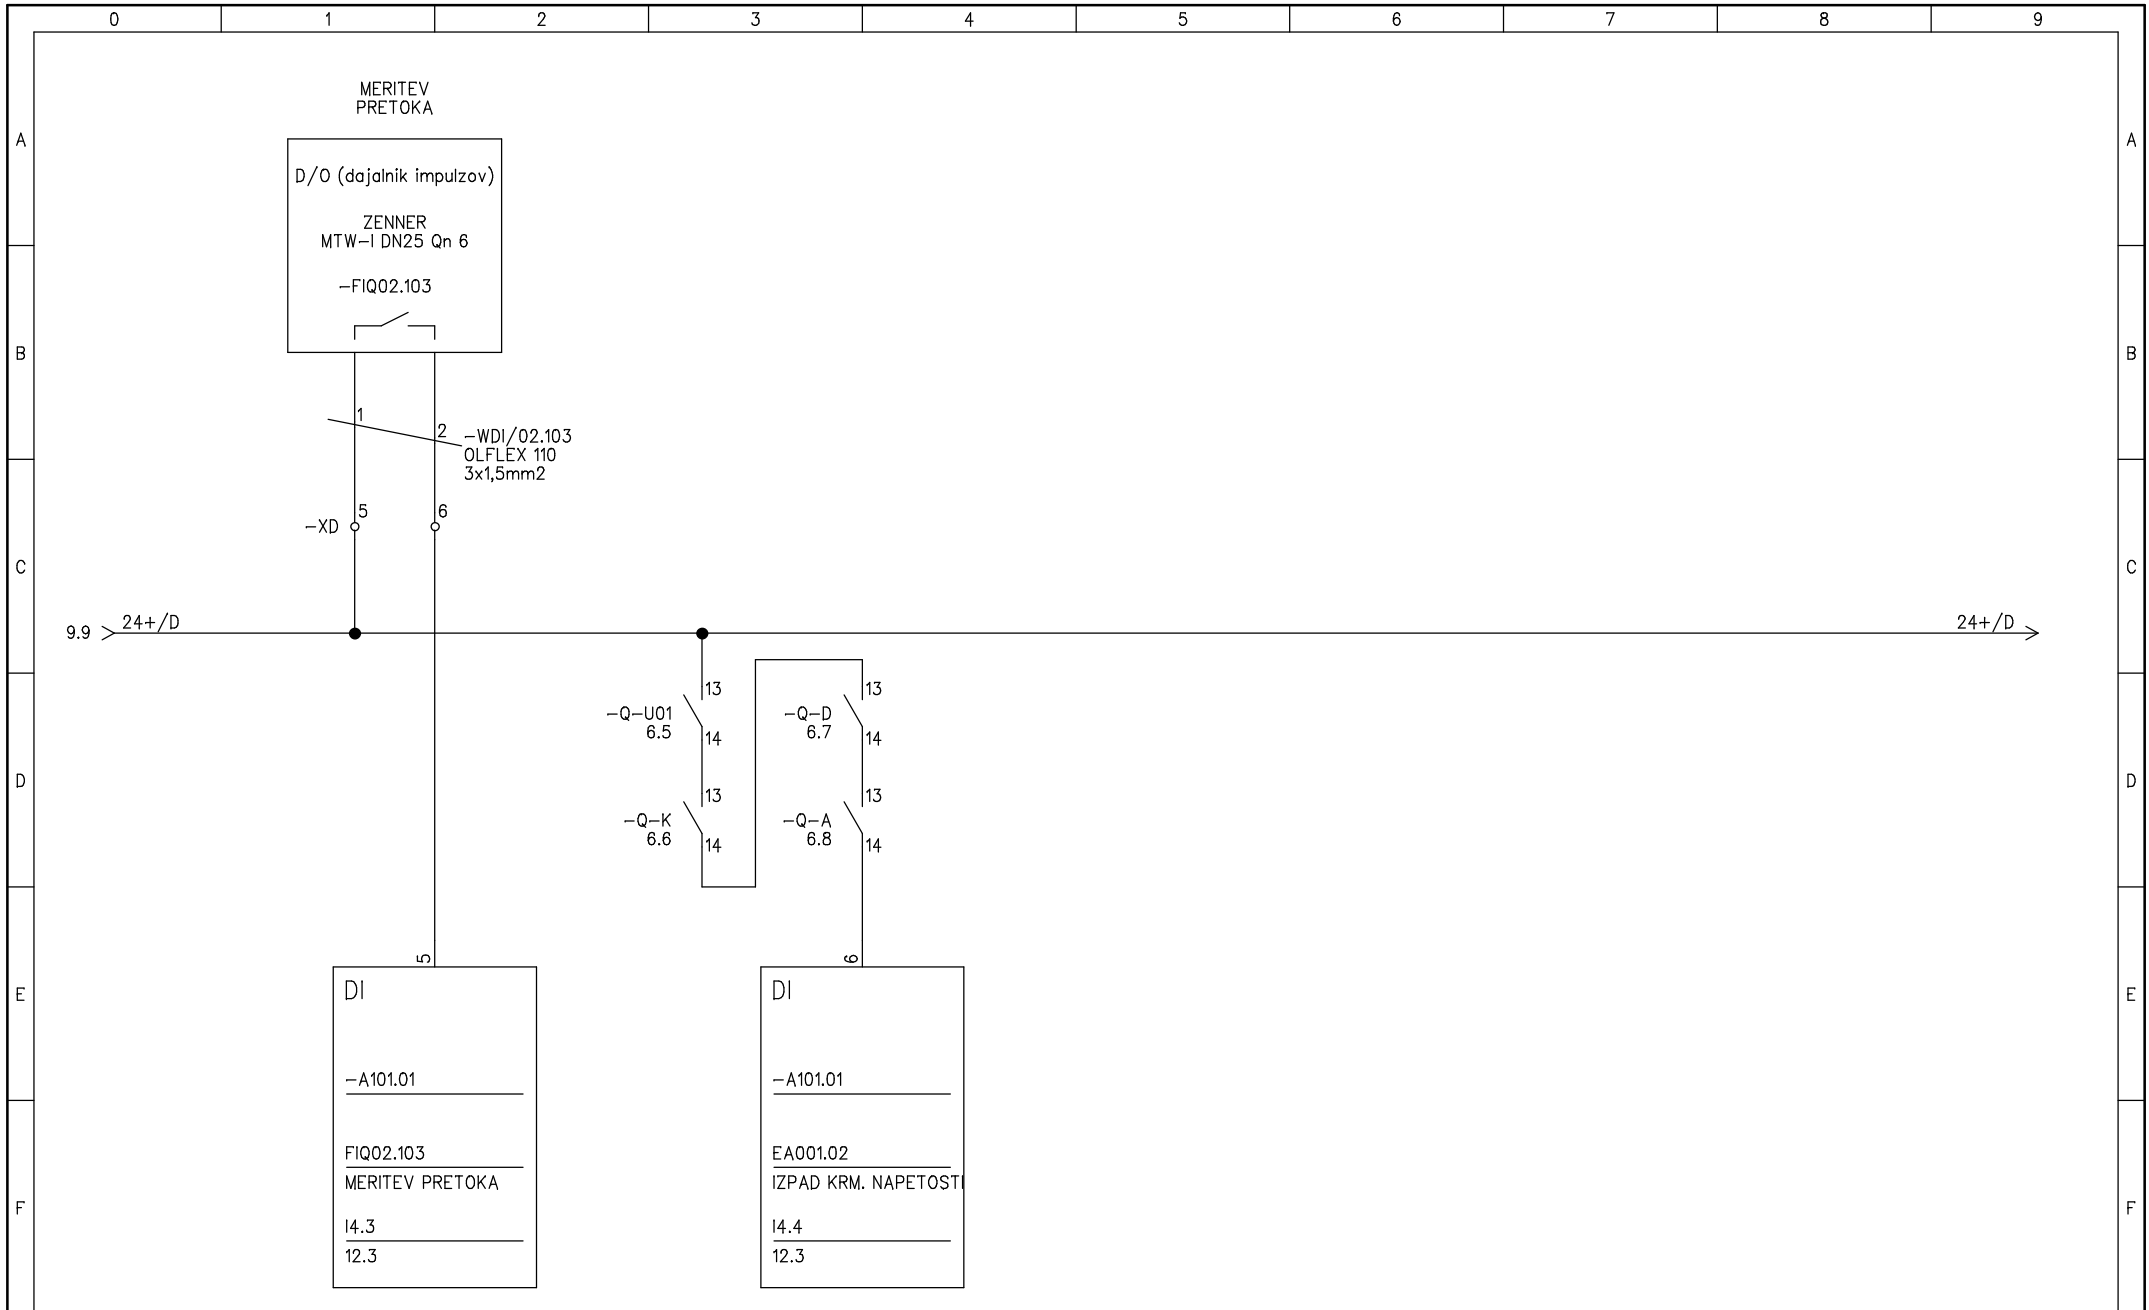 0 1 2 3 4 5 6 7 8 9
MERITEV
PRETOKA
A A
D/O (dajalnik impulzov)
ZENNER
MTW-I DN25 Qn 6
-FIQ02.103
B B
1
2
-WDI/02.103
OLFLEX 110
3x1,5mm2
-XD 5 6
C C
9.9 24+/D 24+/D
13 13
-Q-U01 -Q-D
6.5 6.7
14 14
D D
13 13
-Q-K -Q-A
6.6 6.8
14 14
5 6
E E
DI
-A101.01
FIQ02.103
MERITEV PRETOKA
I4.3
12.3
DI
-A101.01
EA001.02
IZPAD KRM. NAPETOSTI
I4.4
12.3
F F